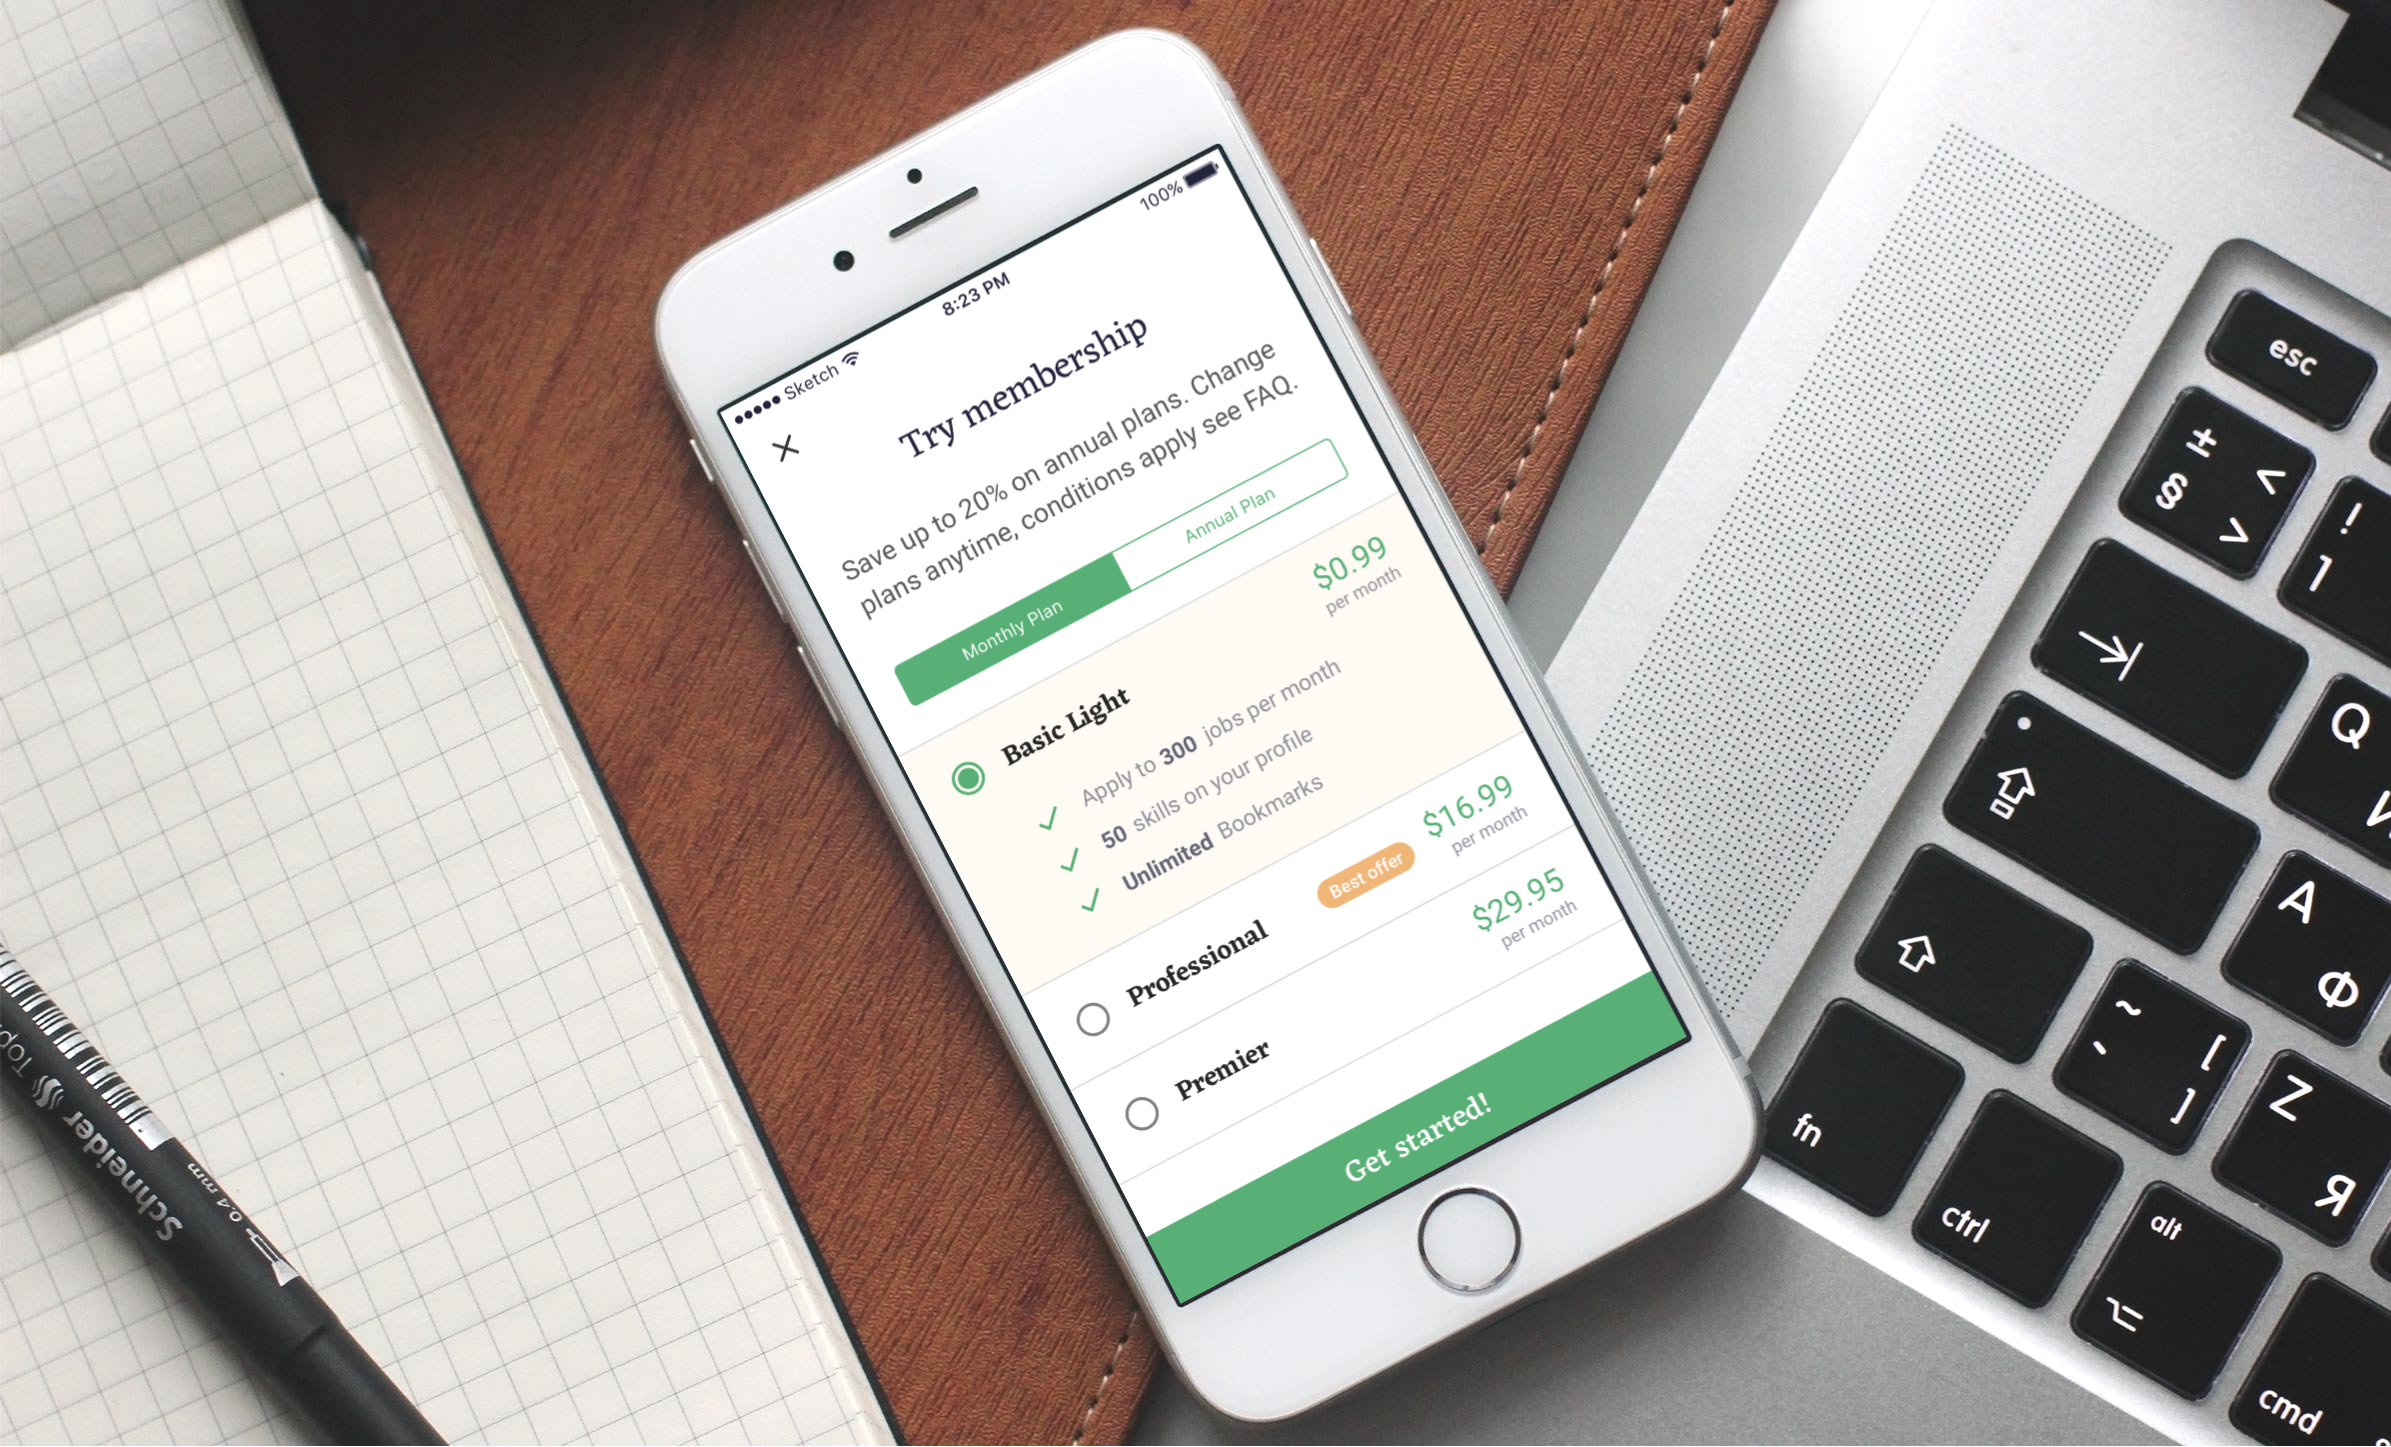 Sketch
8:23 PM
100%
Try membership
Save up to 20% on annual plans. Change
plans anytime, conditions apply see FAQ.
Monthly Plan
Annual Plan
Basic Light
$0.99
per month
Apply to 300 jobs per month
50 skills on your profile
Unlimited Bookmarks
Professional
Best offer
$16.99
per month
Premier
$29.95
per month
Get started!
Schneider
0.4 mm
esc
± §
< >
! 1
Q
A
Ф
~ `
[ ]
Z
Я
fn
ctrl
alt
cmd